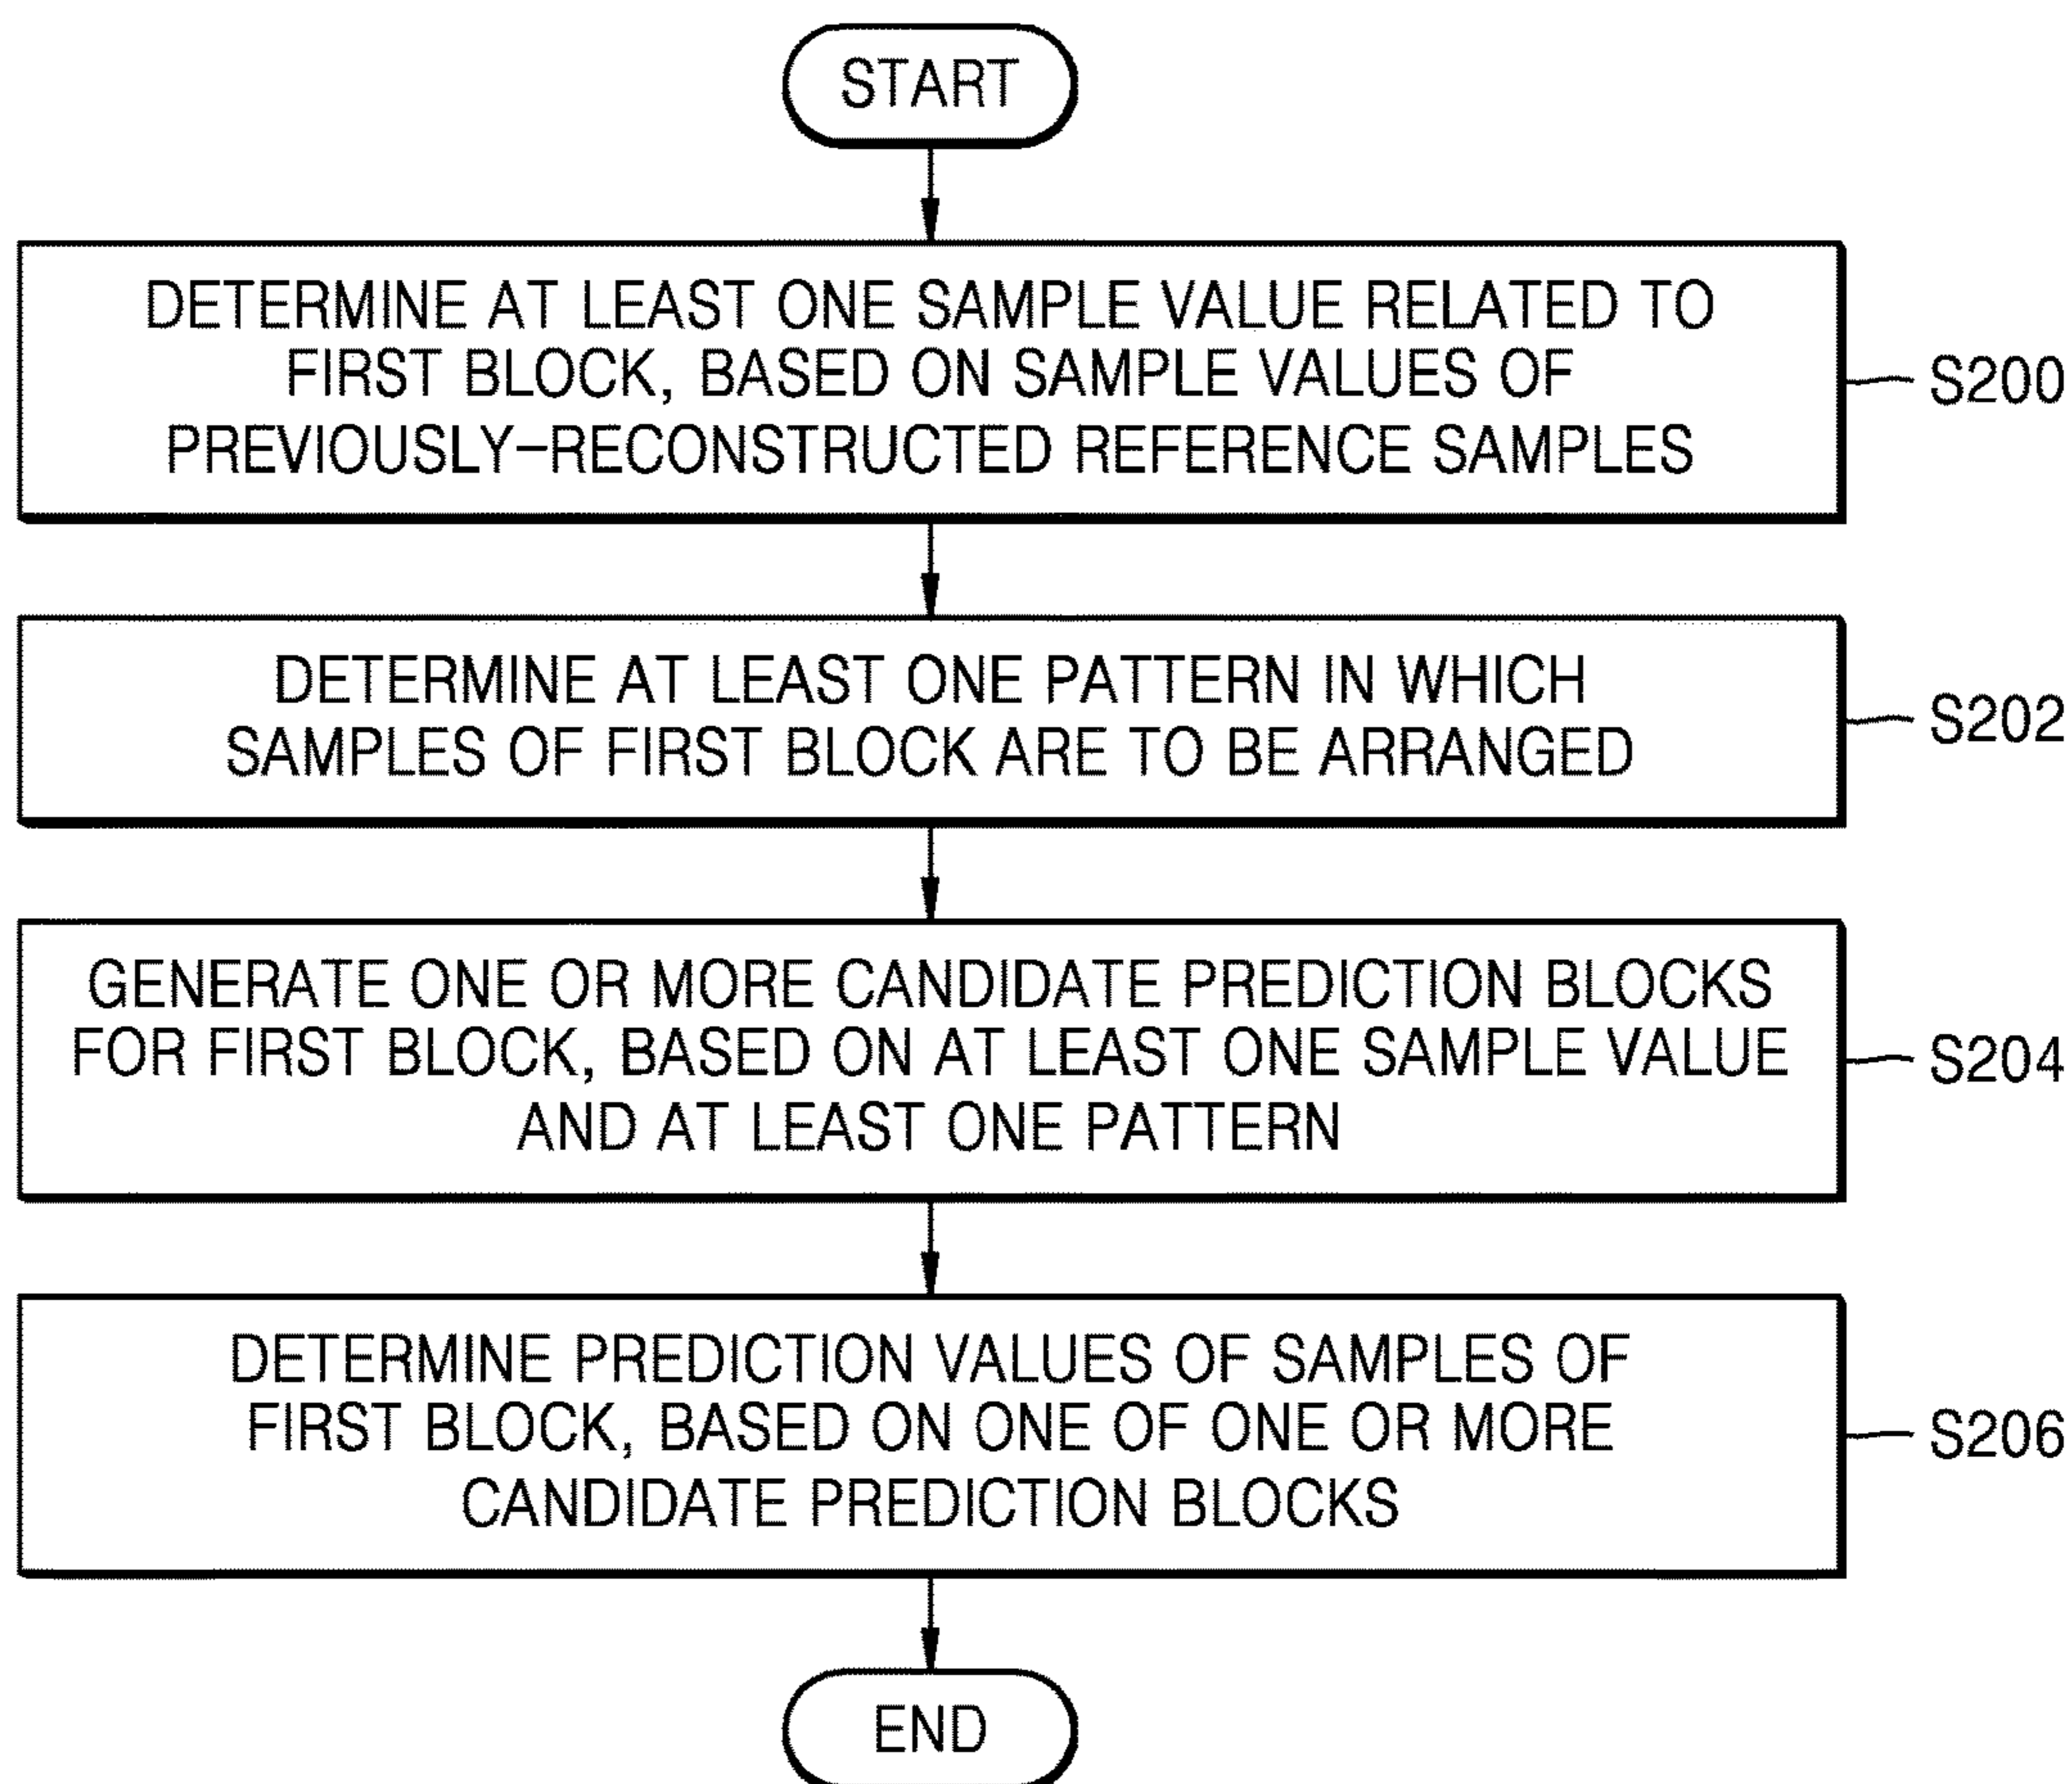 START
DETERMINE AT LEAST ONE SAMPLE VALUE RELATED TO
FIRST BLOCK, BASED ON SAMPLE VALUES OF
PREVIOUSLY-RECONSTRUCTED REFERENCE SAMPLES
S200
DETERMINE AT LEAST ONE PATTERN IN WHICH
SAMPLES OF FIRST BLOCK ARE TO BE ARRANGED
S202
GENERATE ONE OR MORE CANDIDATE PREDICTION BLOCKS
FOR FIRST BLOCK, BASED ON AT LEAST ONE SAMPLE VALUE
AND AT LEAST ONE PATTERN
S204
DETERMINE PREDICTION VALUES OF SAMPLES OF
FIRST BLOCK, BASED ON ONE OF ONE OR MORE
CANDIDATE PREDICTION BLOCKS
S206
END